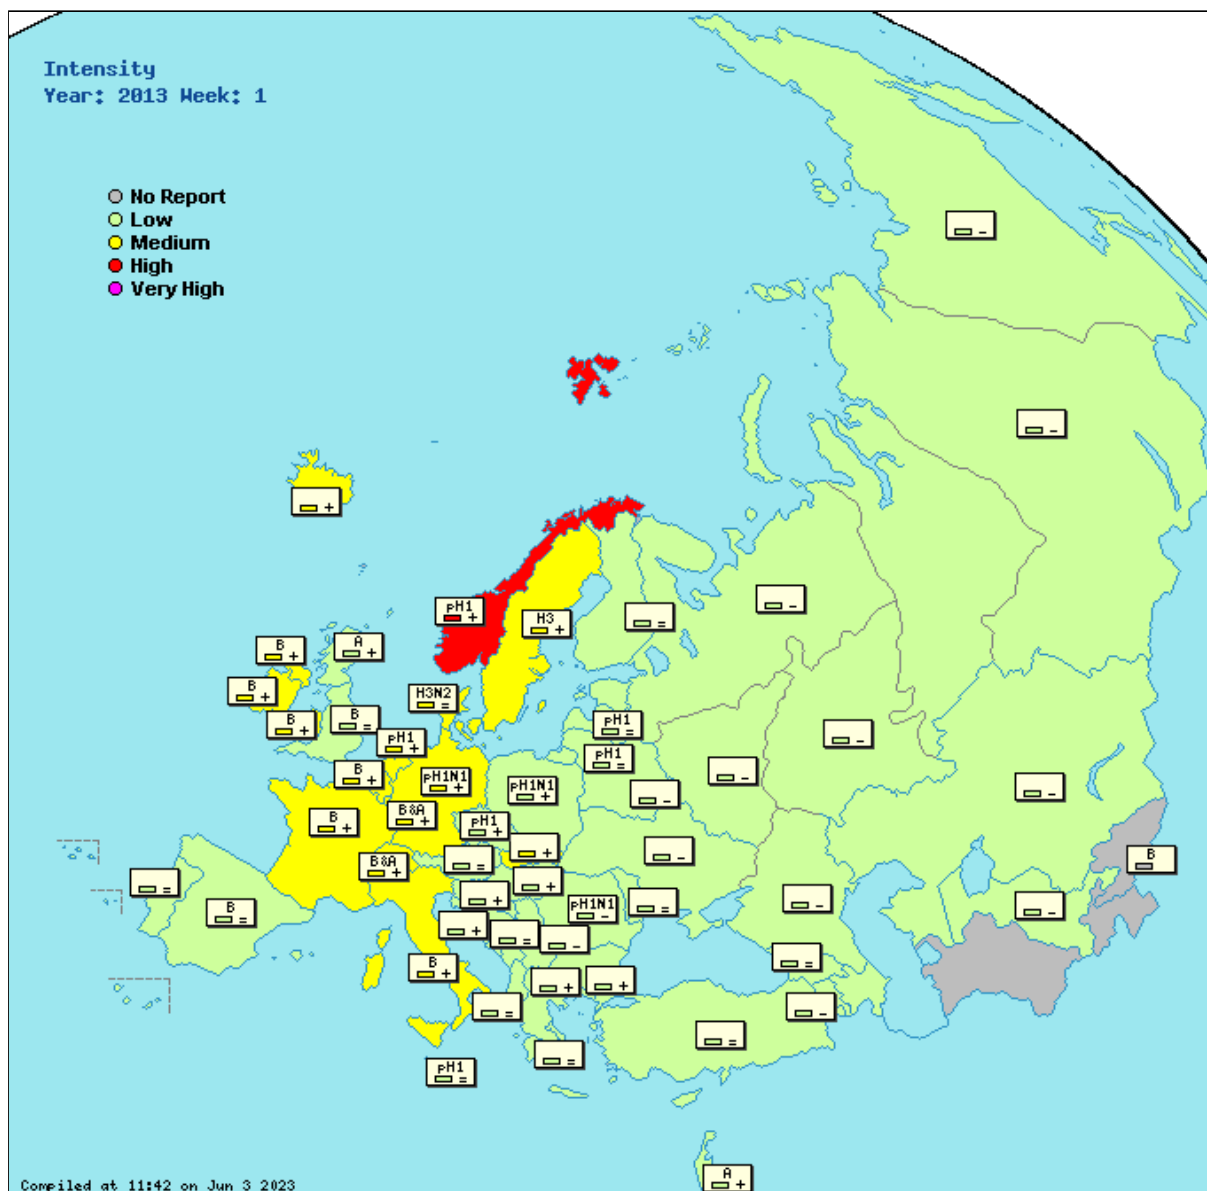 Intensity
Year: 2013 Week: 1
No Report
Low
Medium
High
Very High
-
-
+
-
pH1
+
H3
+
=
B
+
A
+
B
+
H3N2
=
B
+
B
=
pH1
=
-
pH1
+
pH1
=
-
B
+
pH1N1
+
pH1N1
+
-
-
B
+
B&A
+
pH1
+
+
-
B&A
+
=
B
=
+
+
-
B
=
pH1N1
-
=
-
+
=
-
B
+
=
=
+
+
-
=
=
=
pH1
=
A
+
Compiled at 11:42 on Jun 3 2023